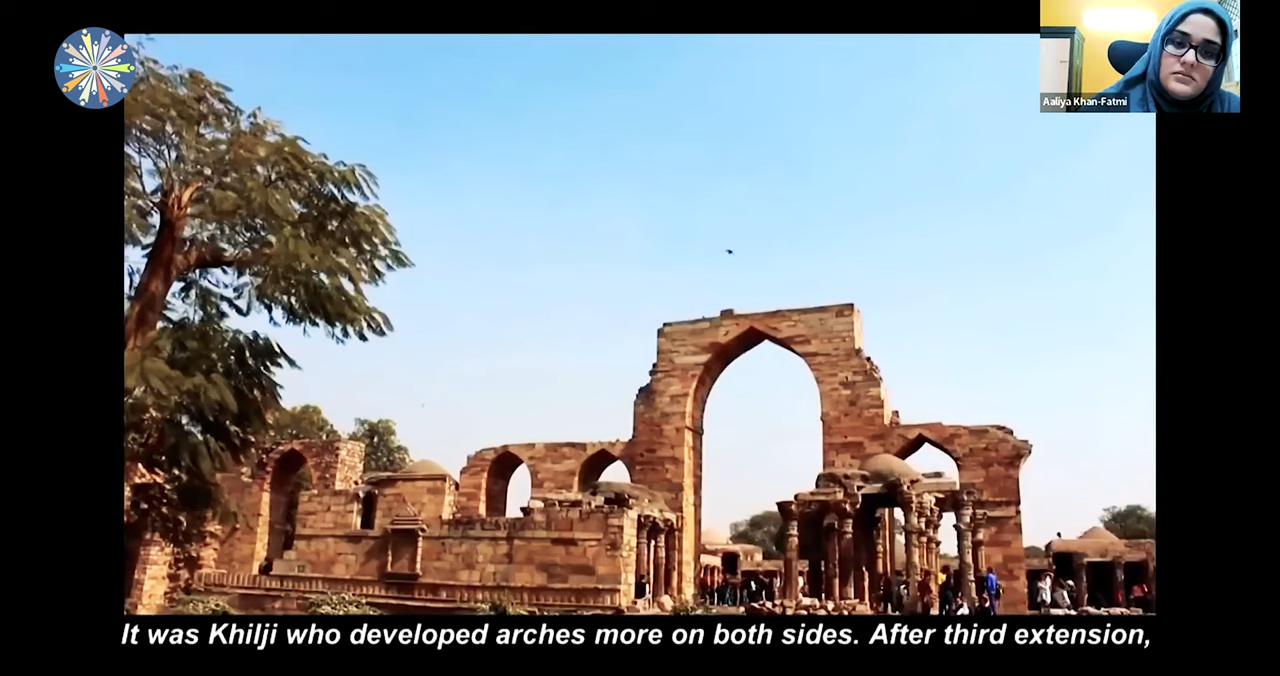 Aaliya Khan-Fatmi
It was Khilji who developed arches more on both sides. After third extension,